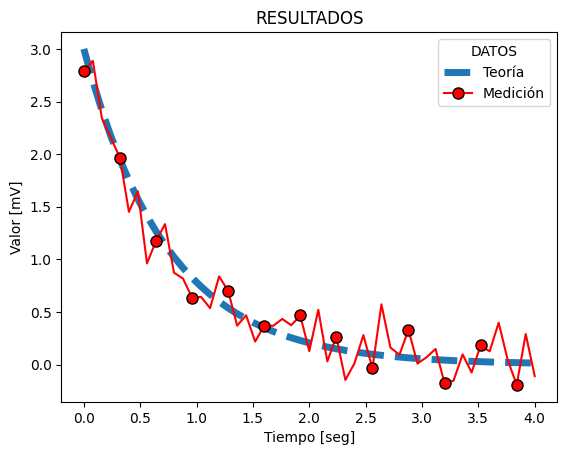 RESULTADOS
DATOS
Teoría
Medición
Valor [mV]
3.0
2.5
2.0
1.5
1.0
0.5
0.0
0.0 0.5 1.0 1.5 2.0 2.5 3.0 3.5 4.0
Tiempo [seg]